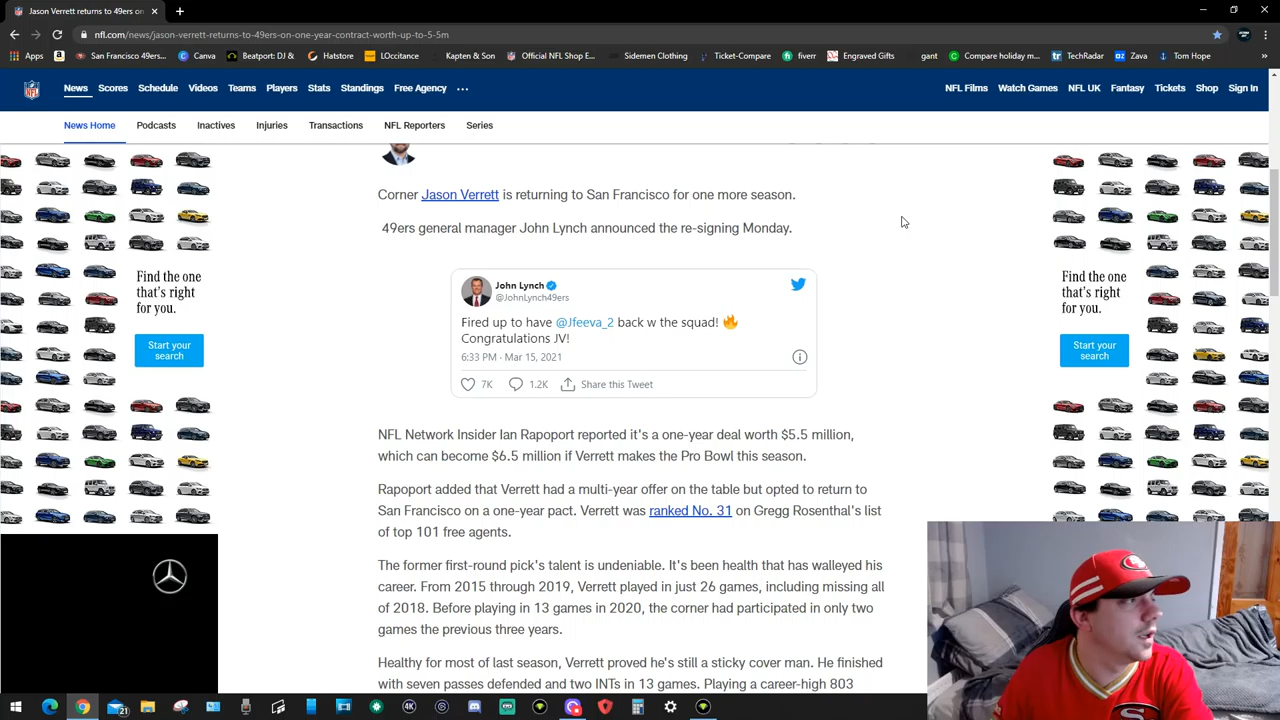 Jason Verrett returns to 49ers on
nfl.com/news/jason-verrett-returns-to-49ers-on-one-year-contract-worth-up-to-5-5m
Apps
San Francisco 49ers...
Canva
Beatport: DJ &
Hatstore
LOccitance
Kapten & Son
Official NFL Shop E...
Sidemen Clothing
Ticket-Compare
fiverr
Engraved Gifts
gant
Compare holiday m...
TechRadar
Zava
Tom Hope
News Scores Schedule Videos Teams Players Stats Standings Free Agency ... NFL Films Watch Games NFL UK Fantasy Tickets Shop Sign In
News Home Podcasts Inactives Injuries Transactions NFL Reporters Series
Corner Jason Verrett is returning to San Francisco for one more season.
49ers general manager John Lynch announced the re-signing Monday.
John Lynch
@JohnLynch49ers
Fired up to have @Jfeeva_2 back w the squad! 🔥
Congratulations JV!
6:33 PM - Mar 15, 2021
7K 1.2K Share this Tweet
NFL Network Insider Ian Rapoport reported it's a one-year deal worth $5.5 million,
which can become $6.5 million if Verrett makes the Pro Bowl this season.
Rapoport added that Verrett had a multi-year offer on the table but opted to return to
San Francisco on a one-year pact. Verrett was ranked No. 31 on Gregg Rosenthal's list
of top 101 free agents.
The former first-round pick's talent is undeniable. It's been health that has walleyed his
career. From 2015 through 2019, Verrett played in just 26 games, including missing all
of 2018. Before playing in 13 games in 2020, the corner had participated in only two
games the previous three years.
Healthy for most of last season, Verrett proved he's still a sticky cover man. He finished
with seven passes defended and two INTs in 13 games. Playing a career-high 803
Find the one
that's right
for you.
Start your
search
Find the one
that's right
for you.
Start your
search
21